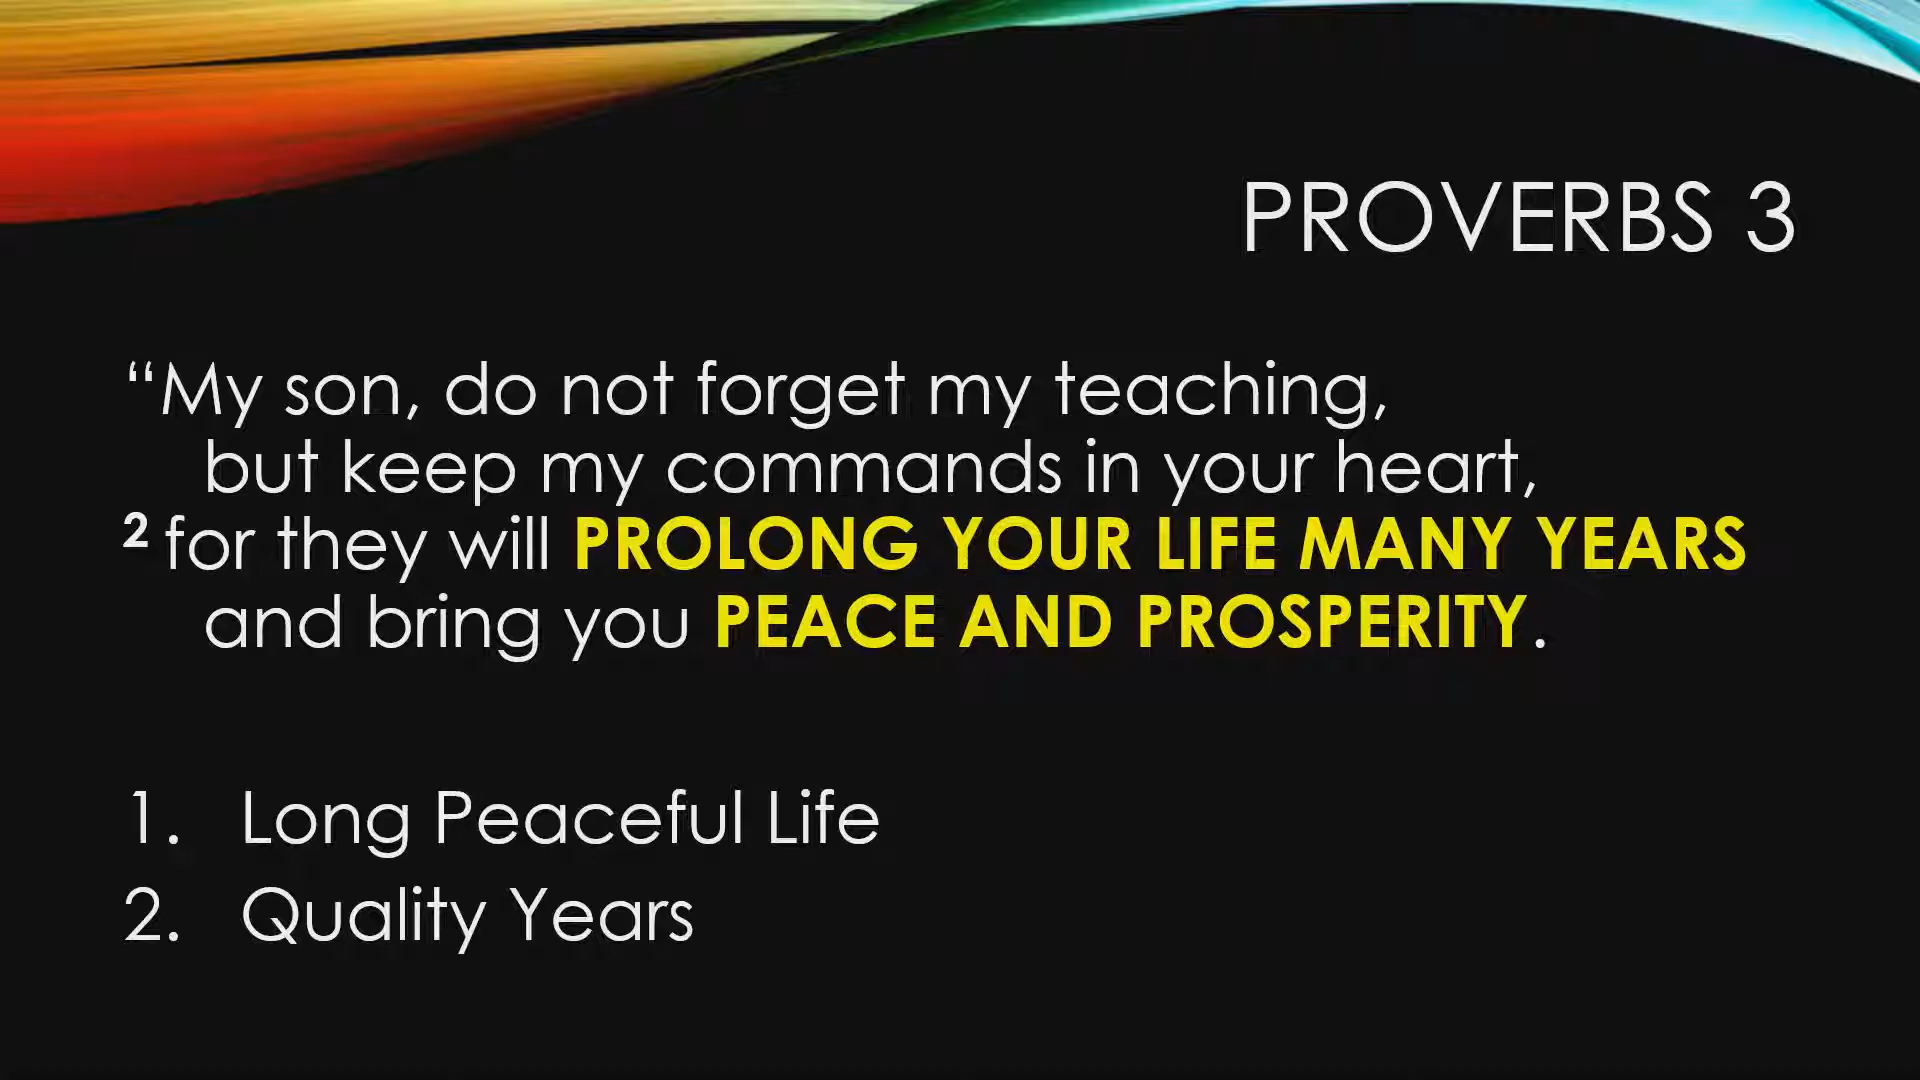 PROVERBS 3
“My son, do not forget my teaching,
but keep my commands in your heart,
2 for they will PROLONG YOUR LIFE MANY YEARS
and bring you PEACE AND PROSPERITY.
1. Long Peaceful Life
2. Quality Years